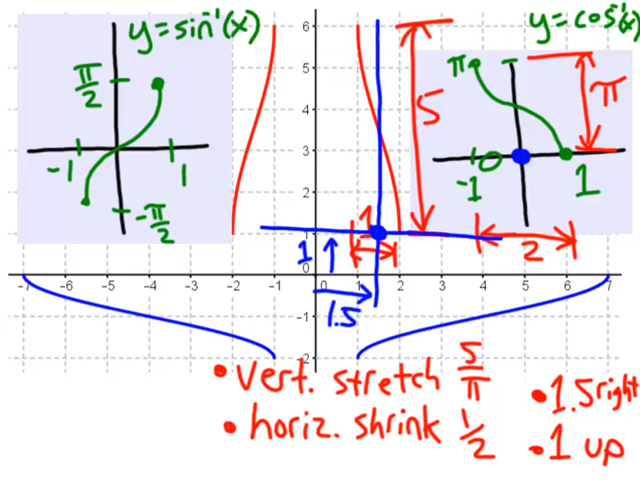 y=sin⁻¹(x)
y=cos⁻¹(x)
π/2
-1
1
-π/2
π
π
-1
0
1
2
5
1
1
1.5
6
5
4
3
2
1
0
-1
-2
-7 -6 -5 -4 -3 -2 -1 0 1 2 3 4 5 6 7
• vert. stretch 5/π
• horiz. shrink 1/2
• 1.5 right
• 1 up